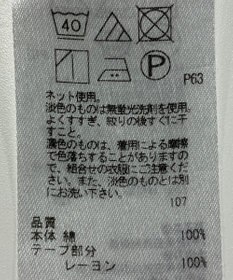 40
P
P63
ネット使用。
淡色のものは無蛍光洗剤を使用。
よくすすぎ、絞りの後すぐに干
すこと。
濃色のものは、着用による摩擦
で色落ちすることがありますの
で、組合せの衣服にご注意くださ
い。また、淡色のものとは別
にお洗い下さい。
107
品質
本体 綿 100%
テープ部分
レーヨン 100%